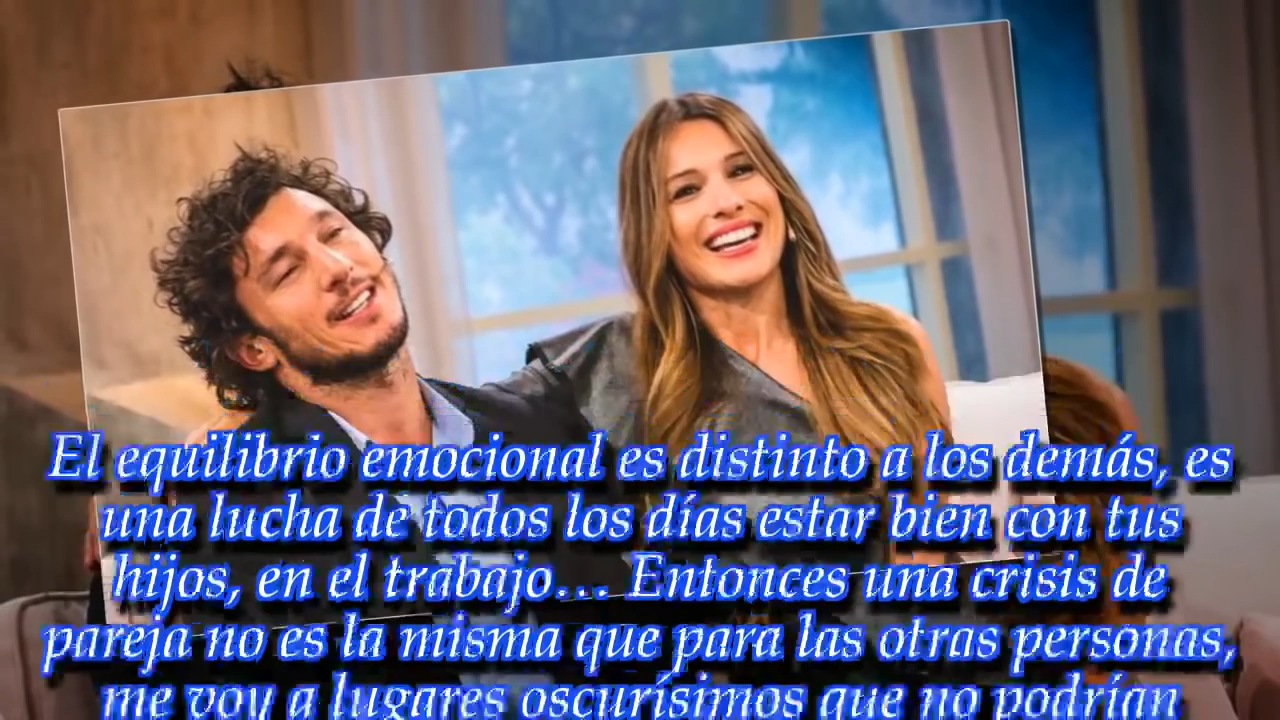 El equilibrio emocional es distinto a los demás, es
una lucha de todos los días estar bien con tus
hijos, en el trabajo… Entonces una crisis de
pareja no es la misma que para las otras personas,
me voy a lugares oscurísimos que no podrían